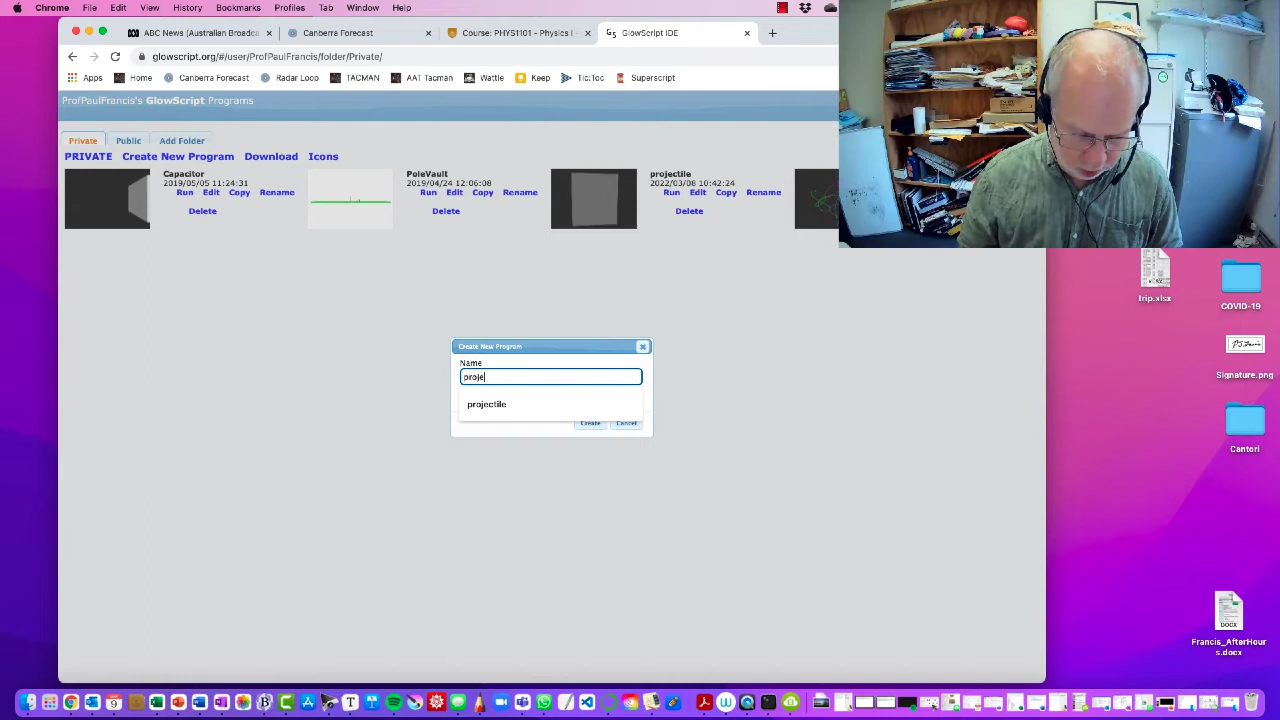 Chrome File Edit View History Bookmarks Profiles Tab Window Help
ABC News (Australian Broadca
Canberra Forecast
Course: PHYS1101 - Physics I
GlowScript IDE
glowscript.org/#/user/ProfPaulFrancis/folder/Private/
Apps Home Canberra Forecast Radar Loop TACMAN AAT Tacman Wattle Keep Tic:Toc Superscript
ProfPaulFrancis's GlowScript Programs
Private Public Add Folder
PRIVATE Create New Program Download Icons
Capacitor
2019/05/05 11:24:31
Run Edit Copy Rename
Delete
PoleVault
2019/04/24 12:06:08
Run Edit Copy Rename
Delete
projectile
2022/03/08 10:42:24
Run Edit Copy Rename
Delete
Create New Program
Name
proje
projectile
Create Cancel
trip.xlsx
COVID-19
Signature.png
Cantori
DOCX
Francis_AfterHour
s.docx